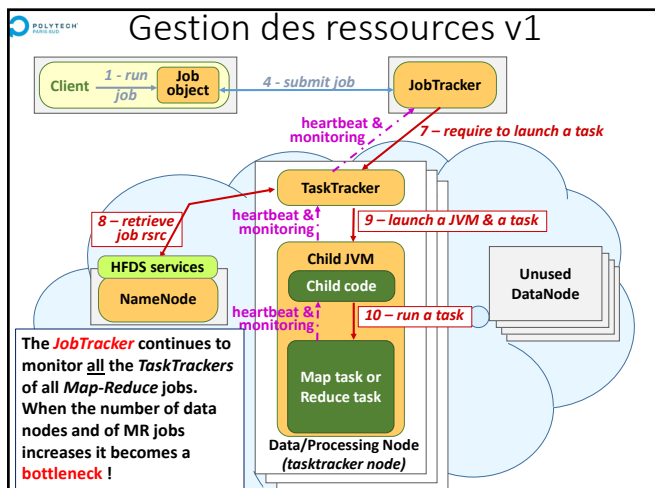 POLYTECH®
PARIS-SUD
Gestion des ressources v1
Client
1 - run
job
Job
object
4 - submit job
JobTracker
heartbeat &
monitoring
7 – require to launch a task
TaskTracker
8 – retrieve
job rsrc
heartbeat &
monitoring
9 – launch a JVM & a task
HFDS services
NameNode
Child JVM
Child code
Unused
DataNode
heartbeat &
monitoring
10 – run a task
Map task or
Reduce task
Data/Processing Node
(tasktracker node)
The JobTracker continues to
monitor all the TaskTrackers
of all Map-Reduce jobs.
When the number of data
nodes and of MR jobs
increases it becomes a
bottleneck !